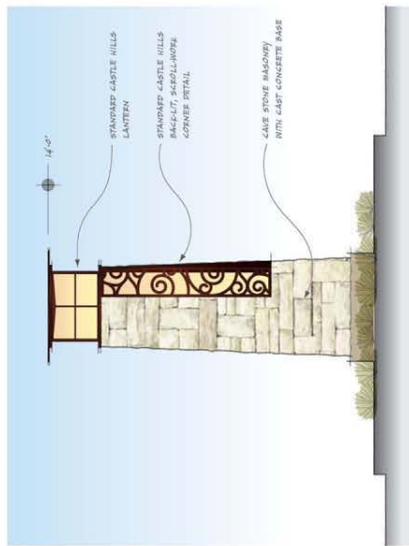 14'-0"
STANDARD CASTLE HILLS
LANTERN
STANDARD CASTLE HILLS
BACK-LIT, SCROLL-WORK
CORNER DETAIL
CAVE STONE MASONRY
WITH CAST CONCRETE BASE